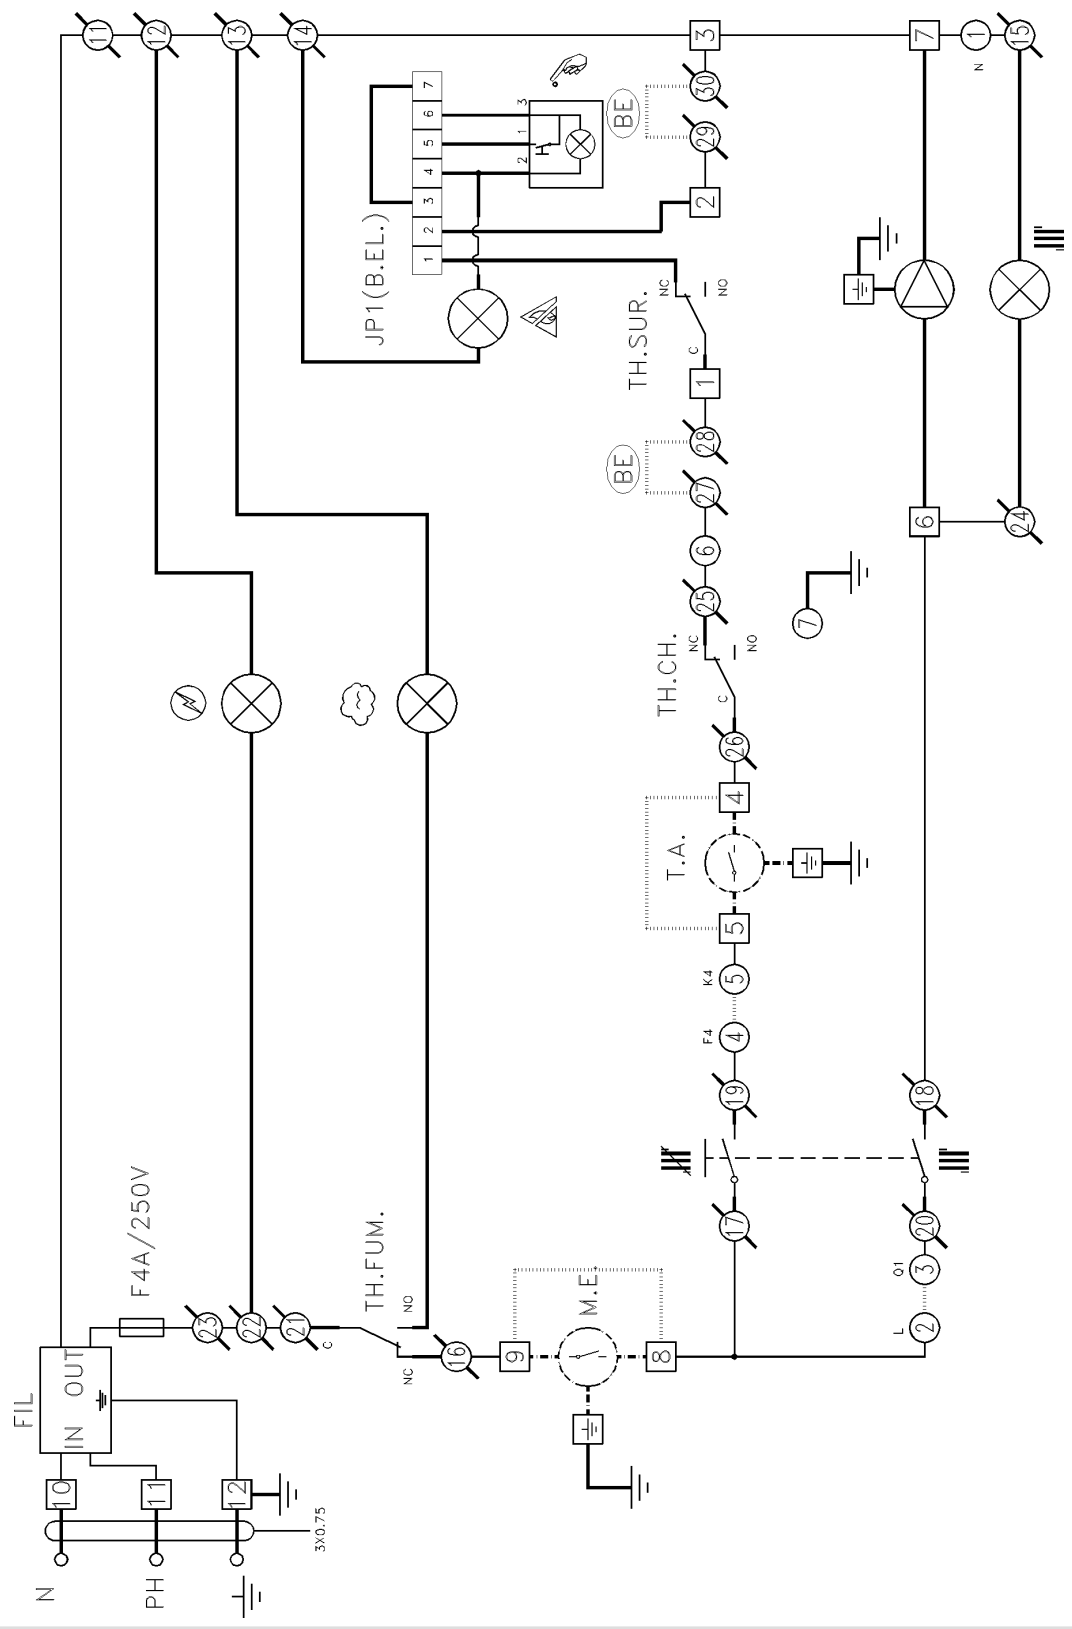 11
12
13
14
3
7
1
N
15
7
6
5
4
3
2
1
3
1
2
H
BE
30
29
2
JP1(B.EL.)
NC
NO
C
TH.SUR.
1
28
BE
27
6
25
NC
NO
C
TH.CH.
7
6
24
26
4
T.A.
5
K4
5
F4
4
19
18
17
20
Q1
3
L
2
F4A/250V
23
22
21
TH.FUM.
C
NO
NC
16
9
M.E.
8
FIL
IN OUT
10
11
12
3X0.75
N
PH